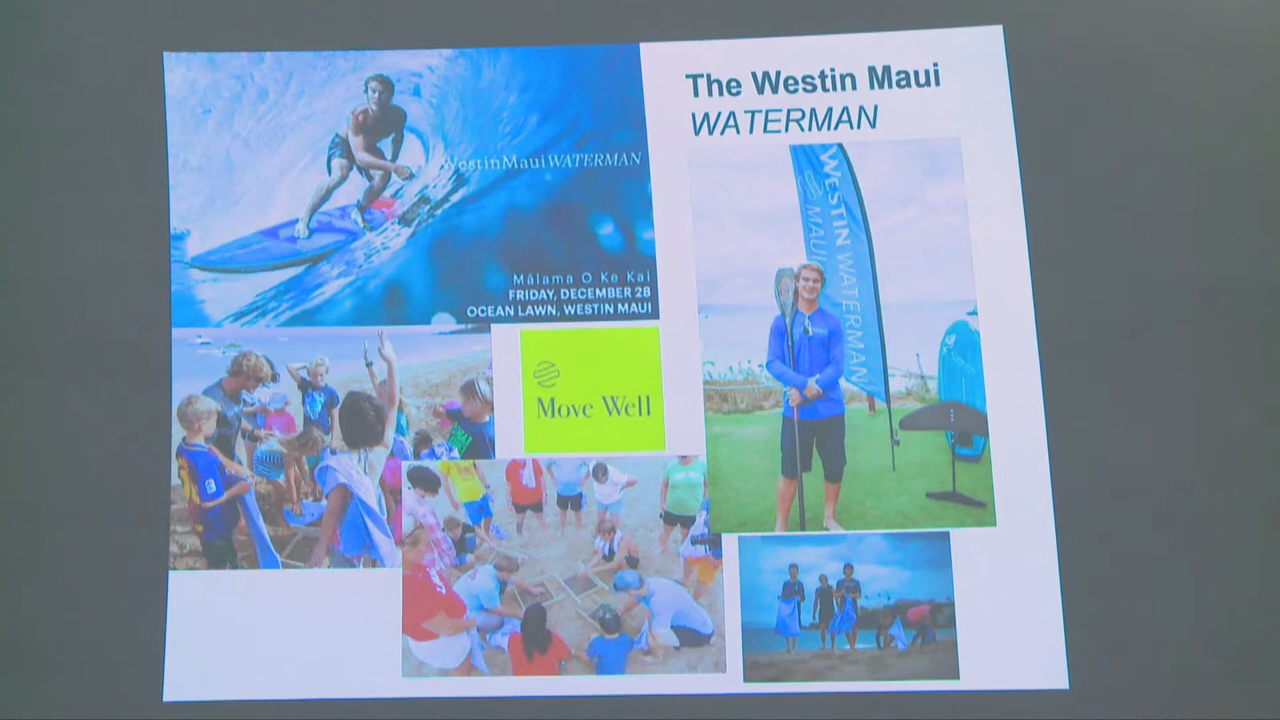 The Westin Maui
WATERMAN
WestinMauiWATERMAN
Mālama O Ke Kai
FRIDAY, DECEMBER 28
OCEAN LAWN, WESTIN MAUI
Move Well
WESTIN WATERMAN
MAUI